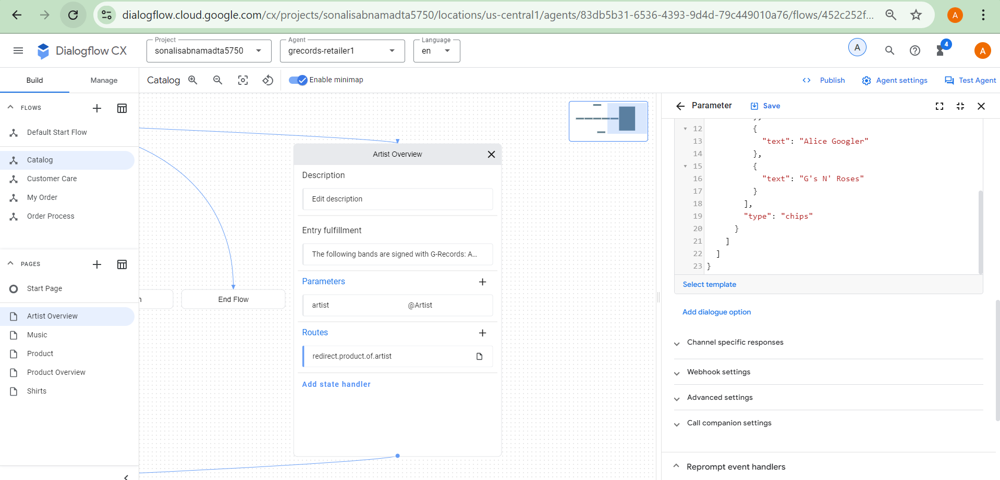 dialogflow.cloud.google.com/cx/projects/sonalisabnamadta5750/locations/us-central1/agents/83db5b31-6536-4393-9d4d-79c449010a76/flows/452c252f...
A
Dialogflow CX
Project
sonalisabnamadta5750
Agent
grecords-retailer1
Language
en
A
4
A
Build
Manage
Catalog
Enable minimap
Publish
Agent settings
Test Agent
FLOWS
Default Start Flow
Catalog
Customer Care
My Order
Order Process
PAGES
Start Page
Artist Overview
Music
Product
Product Overview
Shirts
End Flow
Artist Overview
Description
Edit description
Entry fulfillment
The following bands are signed with G-Records: A...
Parameters
artist @Artist
Routes
redirect.product.of.artist
Add state handler
Parameter
Save
12 {
13 "text": "Alice Googler"
14 },
15 {
16 "text": "G's N' Roses"
17 }
18 ],
19 "type": "chips"
20 }
21 ]
22 ]
23 }
Select template
Add dialogue option
Channel specific responses
Webhook settings
Advanced settings
Call companion settings
Reprompt event handlers